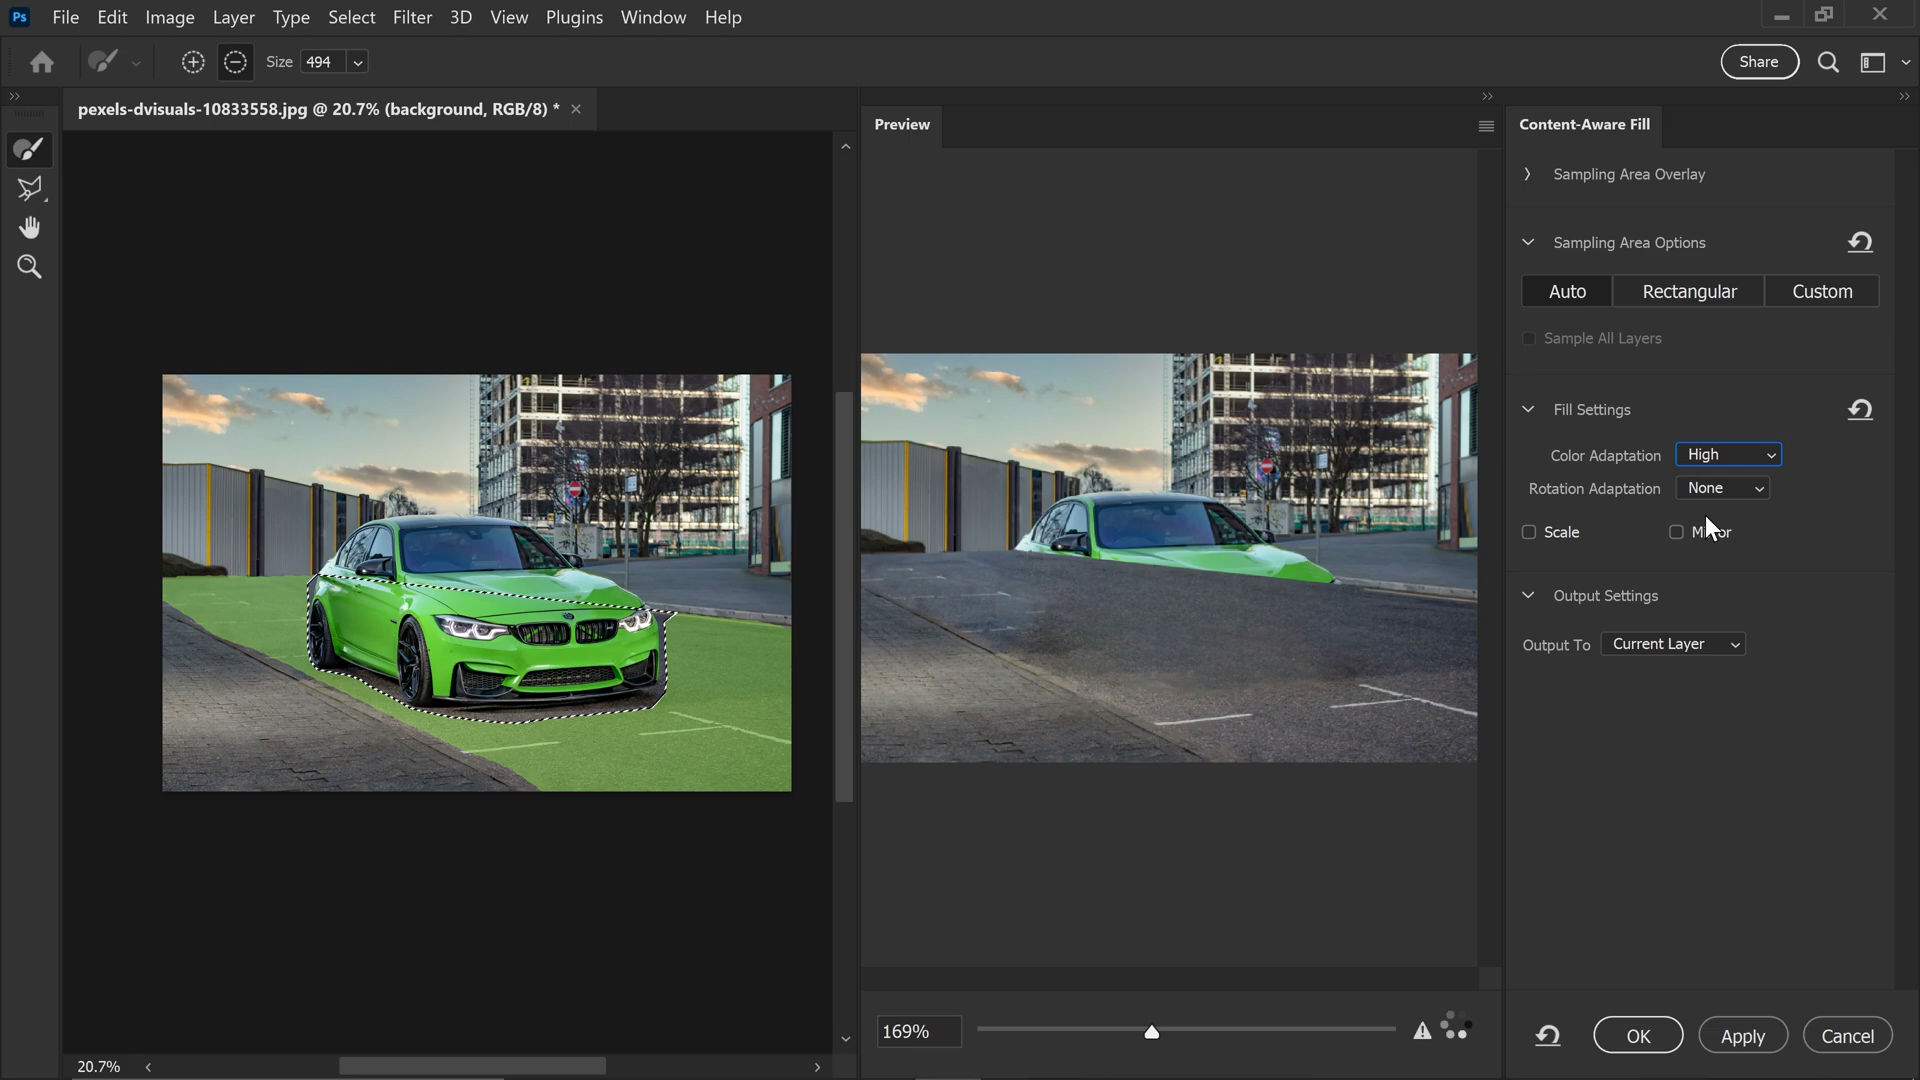 Ps File Edit Image Layer Type Select Filter 3D View Plugins Window Help
Size 494
Share
pexels-dvisuals-10833558.jpg @ 20.7% (background, RGB/8) *
Preview
Content-Aware Fill
Sampling Area Overlay
Sampling Area Options
Auto Rectangular Custom
Sample All Layers
Fill Settings
Color Adaptation High
Rotation Adaptation None
Scale Mirror
Output Settings
Output To Current Layer
169%
OK Apply Cancel
20.7%